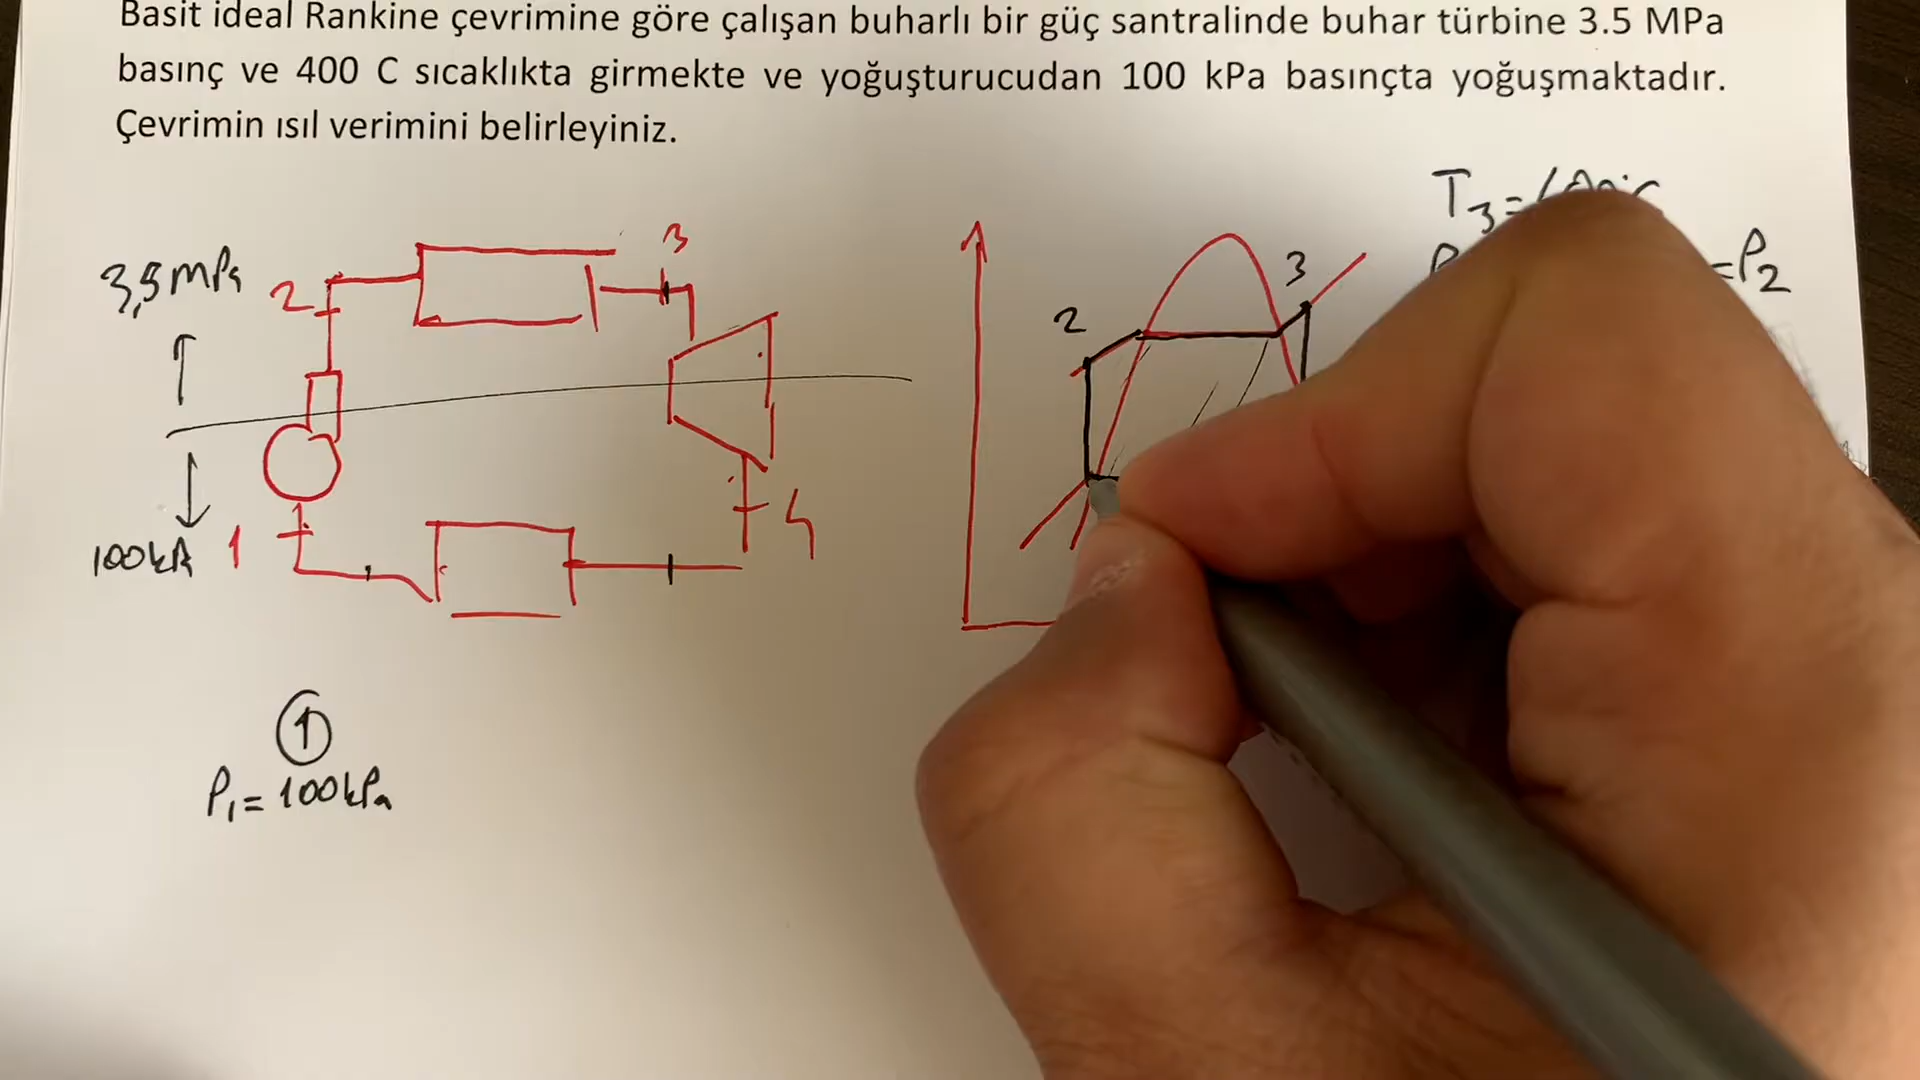 Basit ideal Rankine çevrimine göre çalışan buharlı bir güç santralinde buhar türbine 3.5 MPa
basınç ve 400 C sıcaklıkta girmekte ve yoğuşturucudan 100 kPa basınçta yoğuşmaktadır.
Çevrimin ısıl verimini belirleyiniz.
3,5 MPa
2
3
100 kPa
1
4
2
3
T3=
=P2
1
P1= 100 kPa